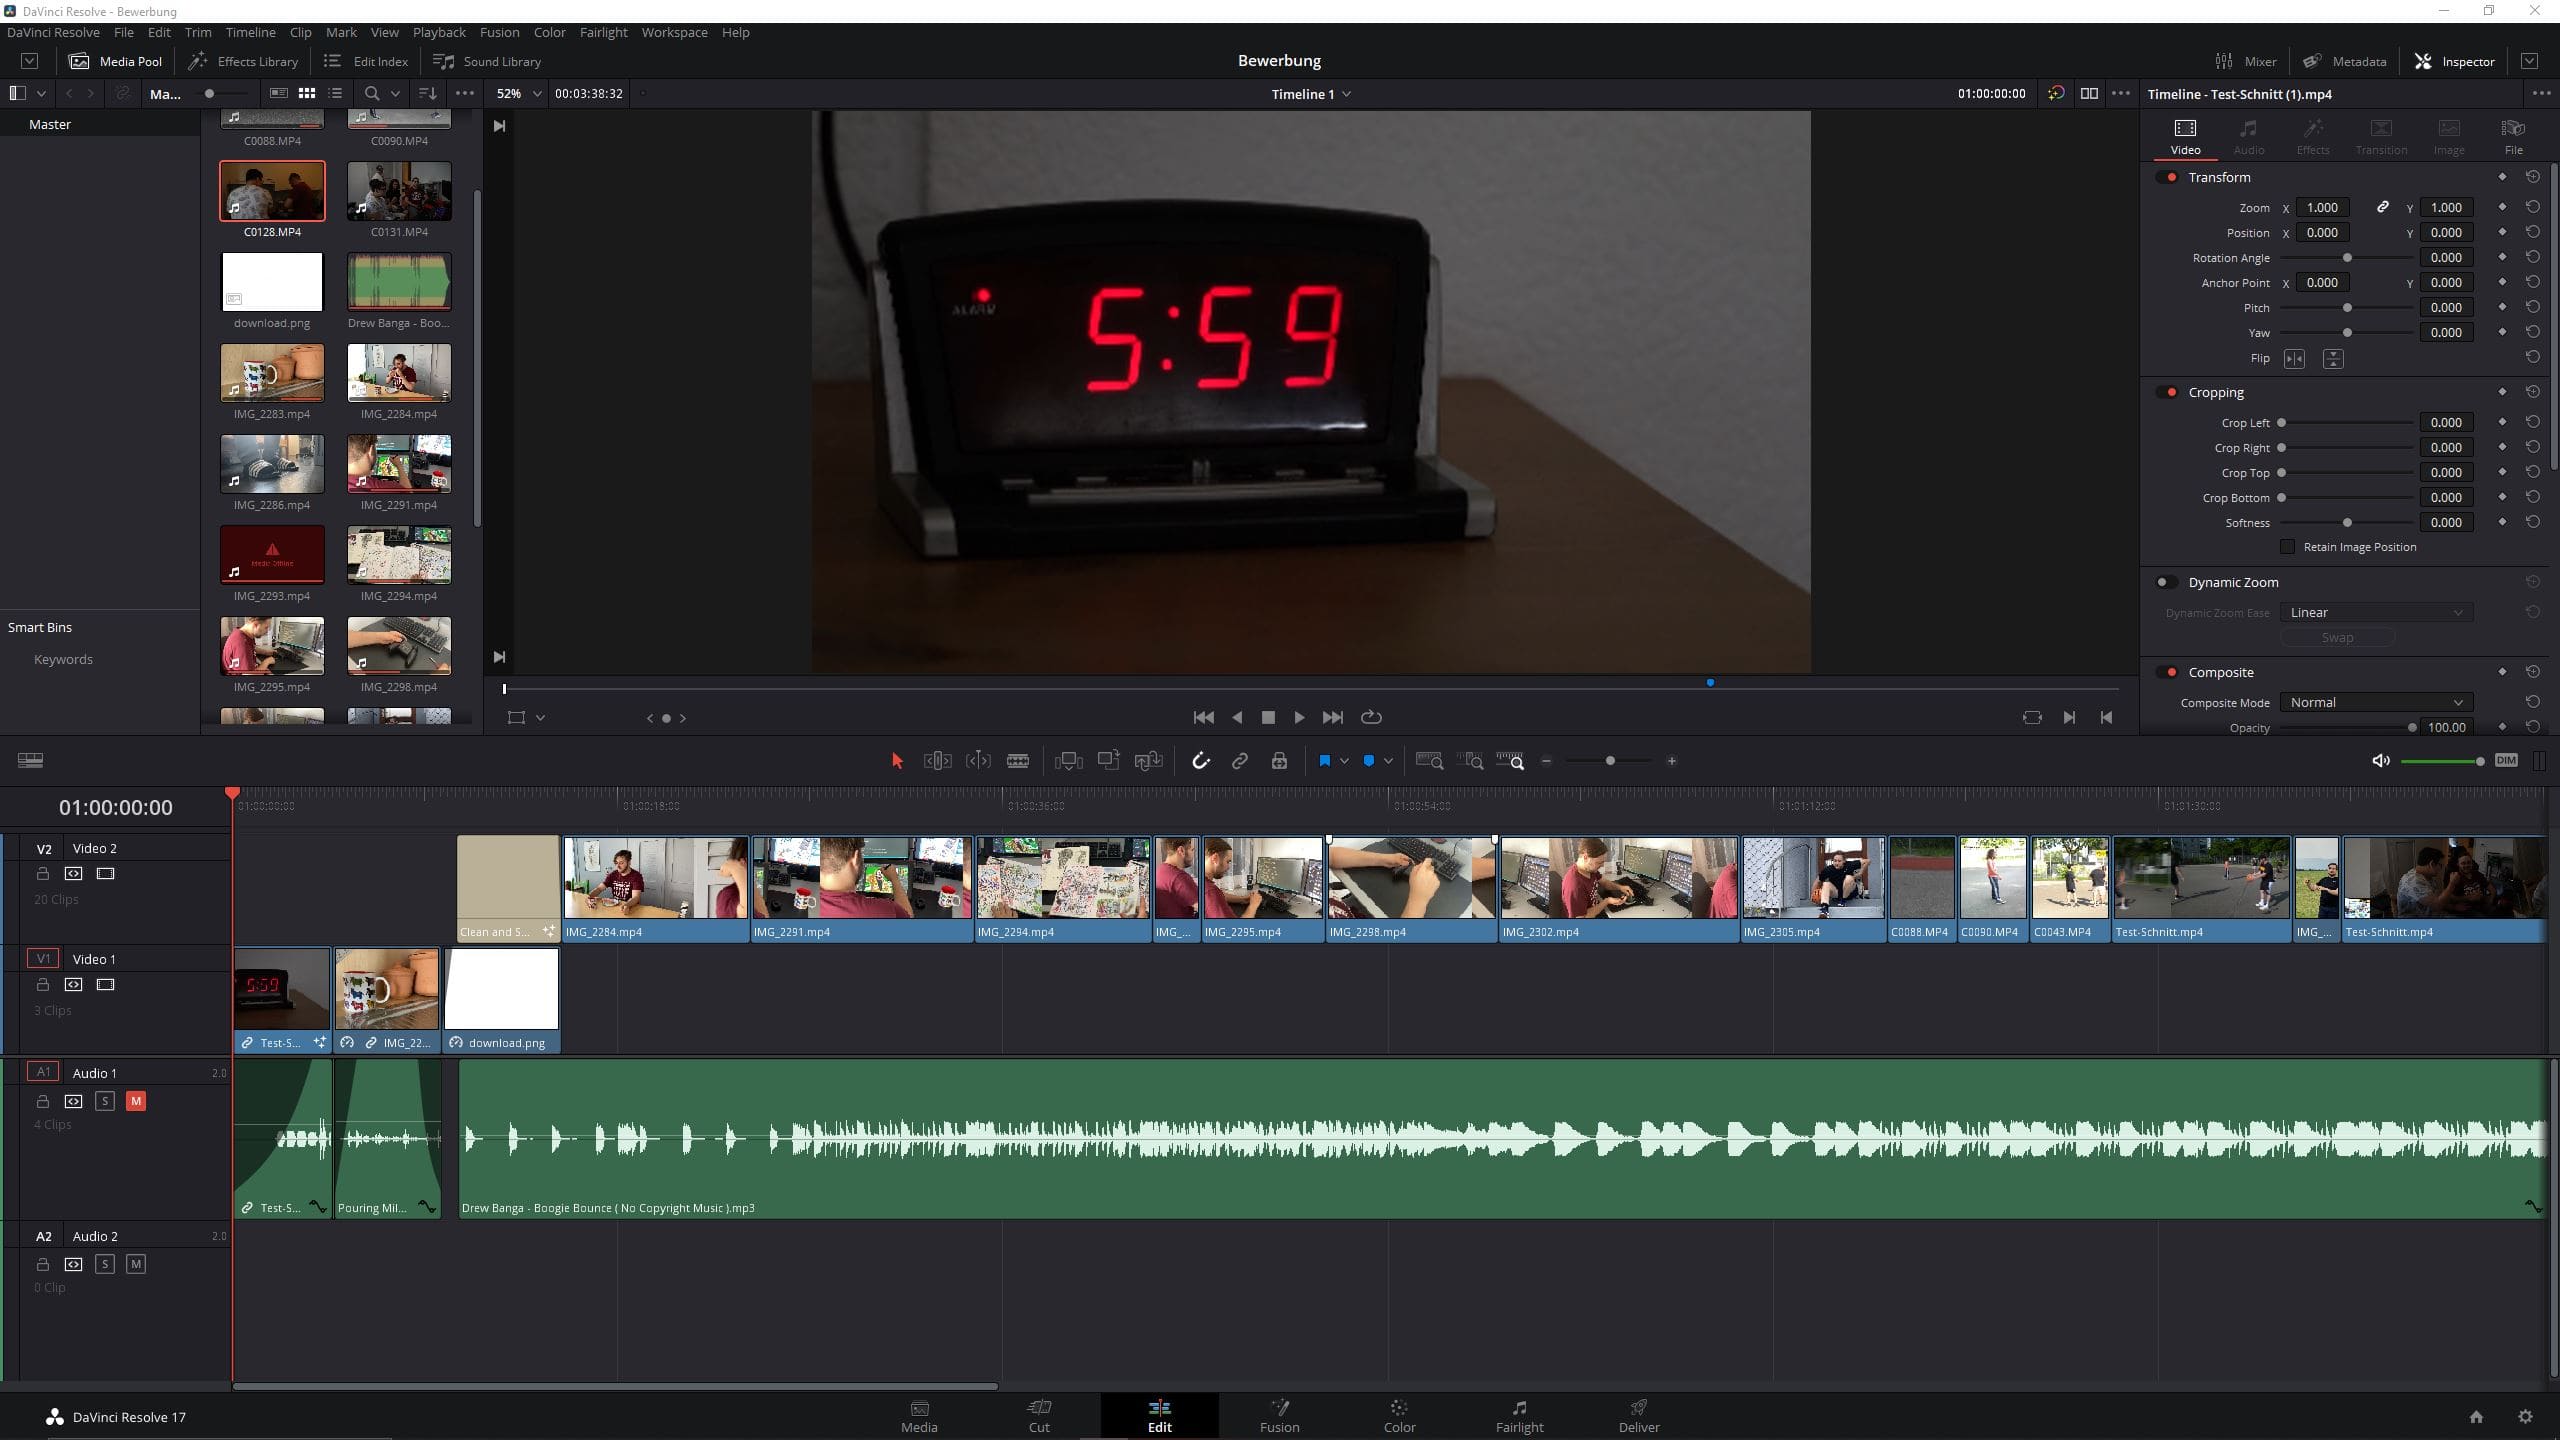 DaVinci Resolve - Bewerbung
DaVinci Resolve File Edit Trim Timeline Clip Mark View Playback Fusion Color Fairlight Workspace Help
Media Pool Effects Library Edit Index Sound Library Bewerbung Mixer Metadata Inspector
Ma... 52% 00:03:38:32 Timeline 1 01:00:00:00 Timeline - Test-Schnitt (1).mp4
Master
C0088.MP4 C0090.MP4
C0128.MP4 C0131.MP4
download.png Drew Banga - Boo...
IMG_2283.mp4 IMG_2284.mp4
IMG_2286.mp4 IMG_2291.mp4
Media Offline
IMG_2293.mp4 IMG_2294.mp4
IMG_2295.mp4 IMG_2298.mp4
Smart Bins
Keywords
ALARM
5:59
Video Audio Effects Transition Image File
Transform
Zoom X 1.000 Y 1.000
Position X 0.000 Y 0.000
Rotation Angle 0.000
Anchor Point X 0.000 Y 0.000
Pitch 0.000
Yaw 0.000
Flip
Cropping
Crop Left 0.000
Crop Right 0.000
Crop Top 0.000
Crop Bottom 0.000
Softness 0.000
Retain Image Position
Dynamic Zoom
Dynamic Zoom Ease Linear
Swap
Composite
Composite Mode Normal
Opacity 100.00
DIM
01:00:00:00
01:00:00:00 01:00:18:00 01:00:36:00 01:00:54:00 01:01:12:00 01:01:30:00
V2 Video 2
20 Clips
Clean and S... IMG_2284.mp4 IMG_2291.mp4 IMG_2294.mp4 IMG_... IMG_2295.mp4 IMG_2298.mp4 IMG_2302.mp4 IMG_2305.mp4 C0088.MP4 C0090.MP4 C0043.MP4 Test-Schnitt.mp4 IMG_... Test-Schnitt.mp4
V1 Video 1
3 Clips
5:59
Test-S... IMG_22... download.png
A1 Audio 1 2.0
S M
4 Clips
Test-S... Pouring Mil... Drew Banga - Boogie Bounce ( No Copyright Music ).mp3
A2 Audio 2 2.0
S M
0 Clip
DaVinci Resolve 17
Media Cut Edit Fusion Color Fairlight Deliver